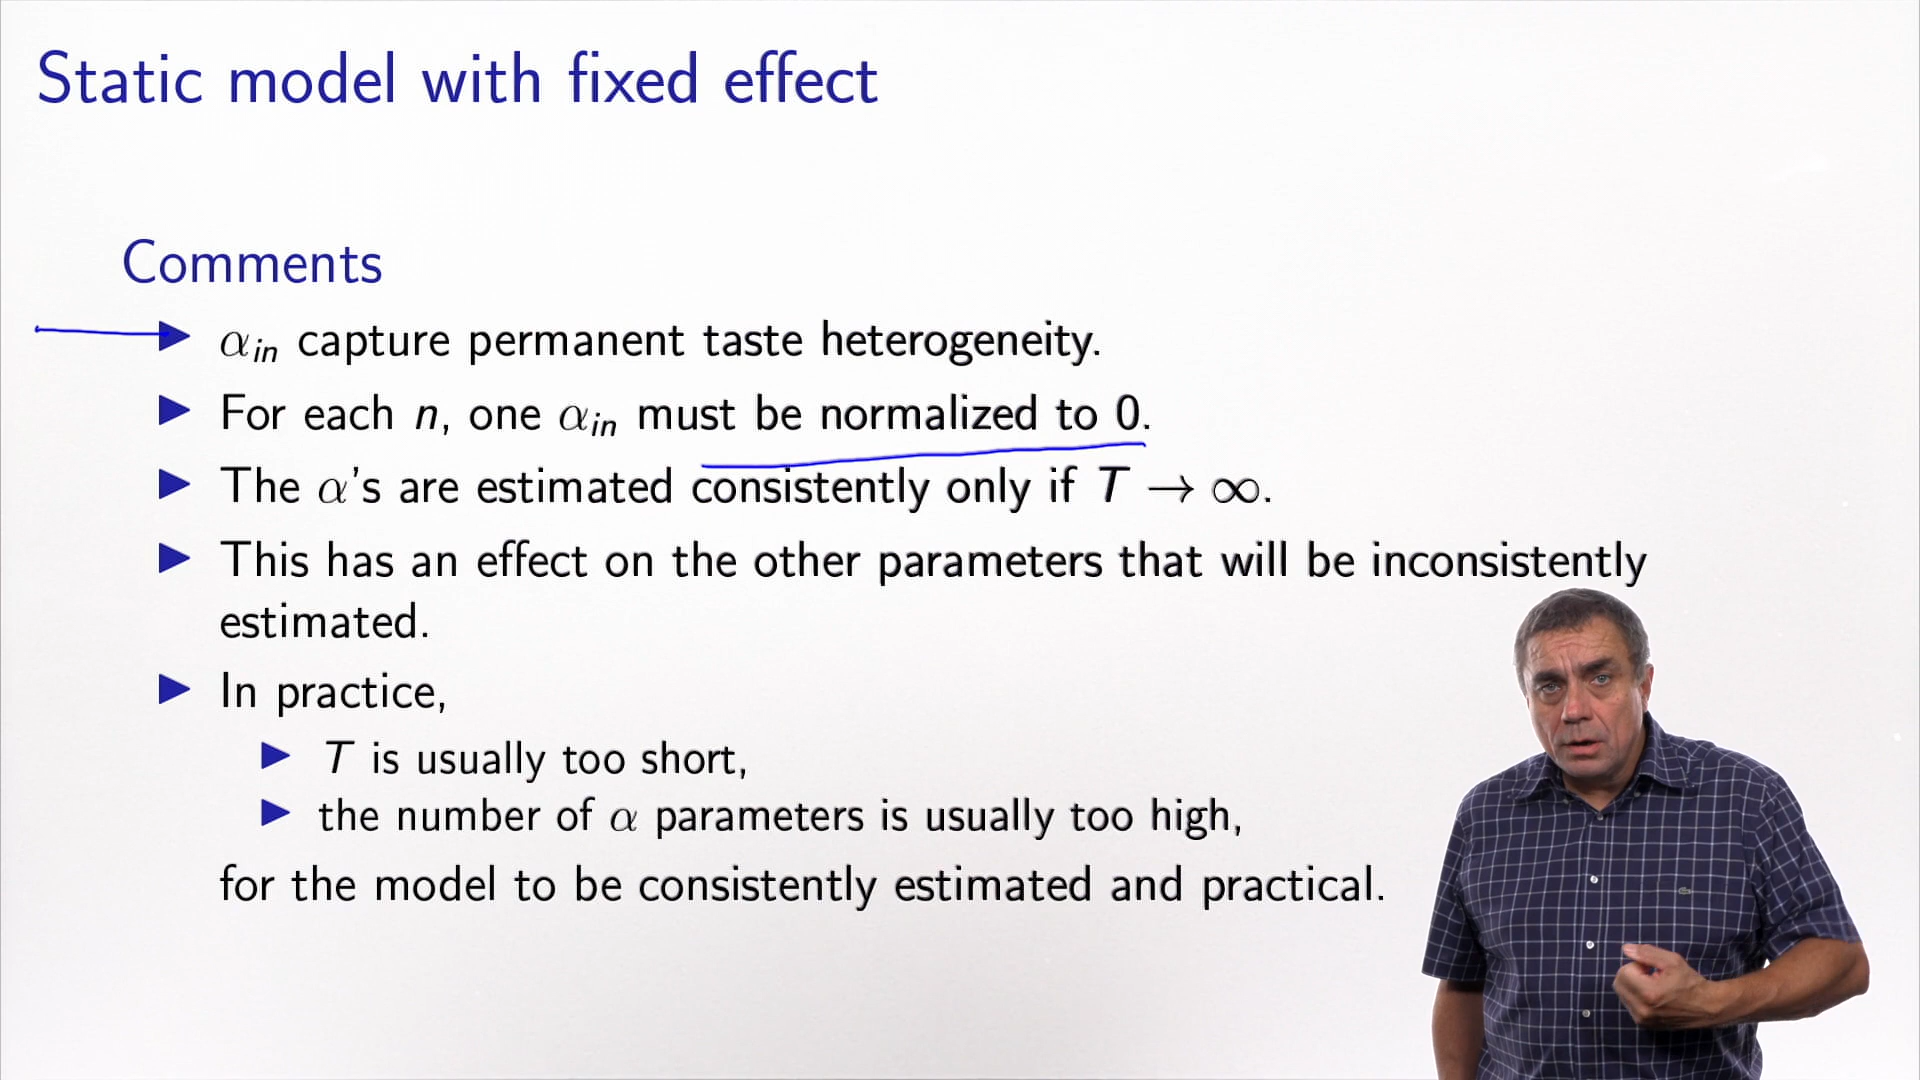 Static model with fixed effect
Comments
▶ αin capture permanent taste heterogeneity.
▶ For each n, one αin must be normalized to 0.
▶ The α's are estimated consistently only if T → ∞.
▶ This has an effect on the other parameters that will be inconsistently
estimated.
▶ In practice,
▶ T is usually too short,
▶ the number of α parameters is usually too high,
for the model to be consistently estimated and practical.